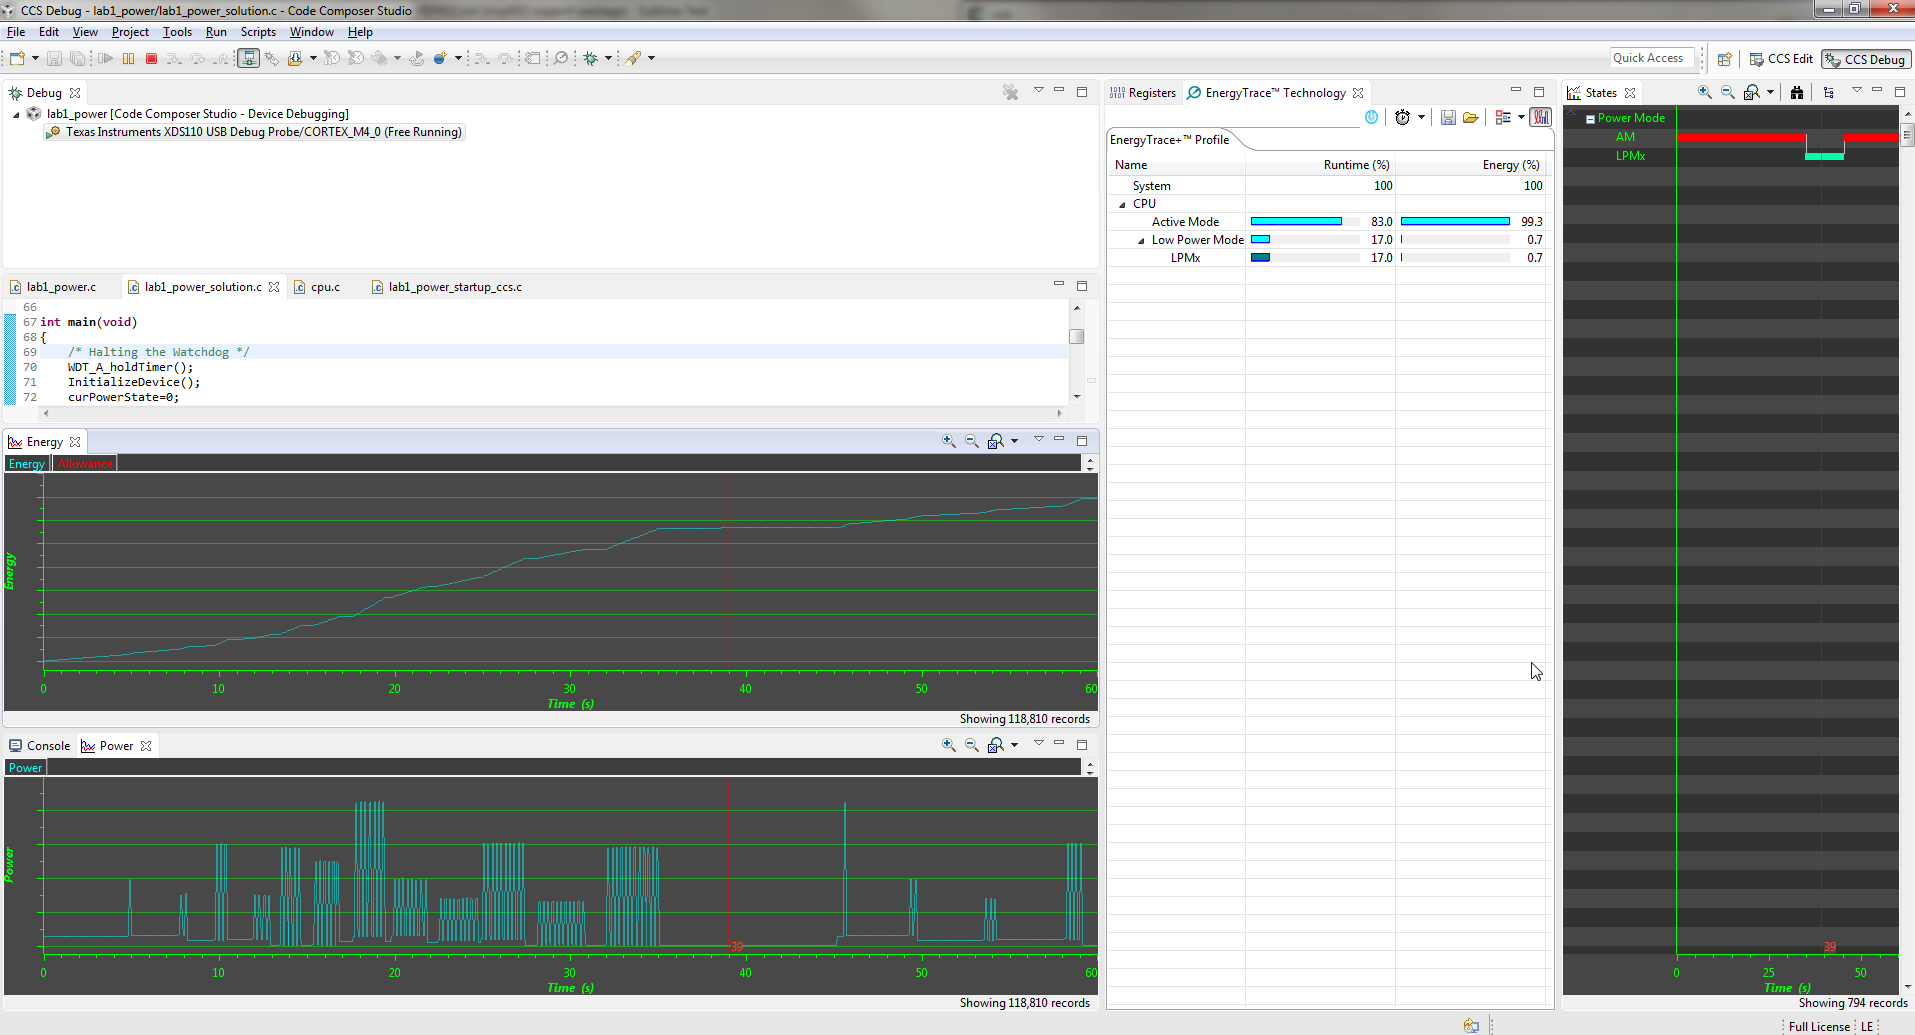 CCS Debug - lab1_power/lab1_power_solution.c - Code Composer Studio
File Edit View Project Tools Run Scripts Window Help
Quick Access
CCS Edit
CCS Debug
Debug
lab1_power [Code Composer Studio - Device Debugging]
Texas Instruments XDS110 USB Debug Probe/CORTEX_M4_0 (Free Running)
lab1_power.c
lab1_power_solution.c
cpu.c
lab1_power_startup_ccs.c
66
67 int main(void)
68 {
69 /* Halting the Watchdog */
70 WDT_A_holdTimer();
71 InitializeDevice();
72 curPowerState=0;
Energy
Energy Allowance
Energy
0 10 20 30 40 50 60
Time (s)
Showing 118,810 records
Console
Power
Power
Power
39
0 10 20 30 40 50 60
Time (s)
Showing 118,810 records
1010
0101
Registers
EnergyTrace™ Technology
EnergyTrace+™ Profile
Name Runtime (%) Energy (%)
System 100 100
CPU
Active Mode 83.0 99.3
Low Power Mode 17.0 0.7
LPMx 17.0 0.7
States
Power Mode
AM
LPMx
39
0 25 50
Time (s)
Showing 794 records
Full License LE